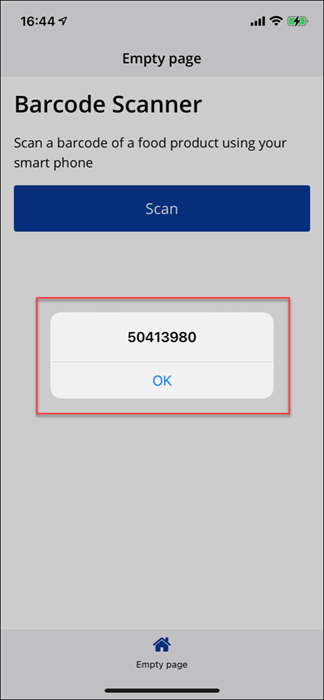 16:44
Empty page
Barcode Scanner
Scan a barcode of a food product using your
smart phone
Scan
50413980
OK
Empty page